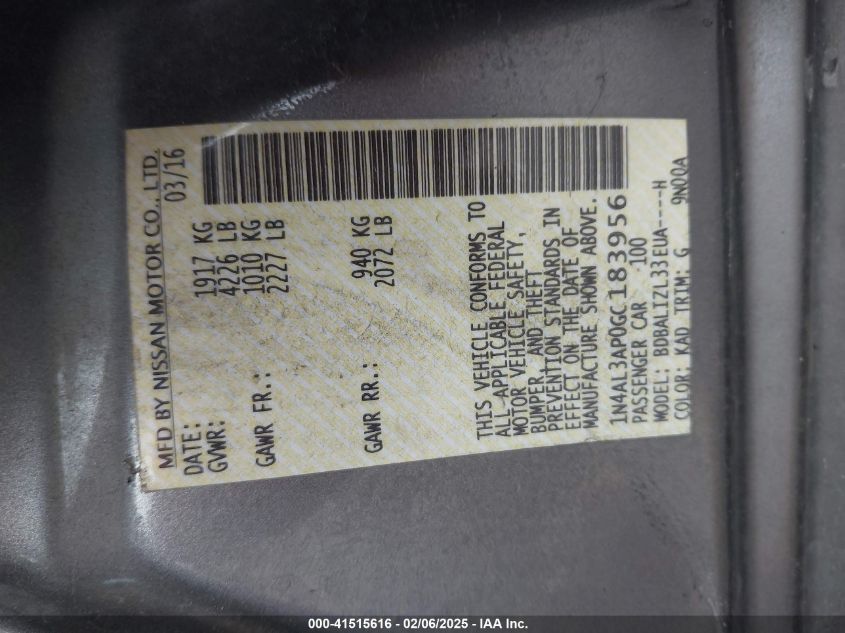 MFD BY NISSAN MOTOR CO., LTD.
DATE: 03/16
GVWR: 1917 KG
4226 LB
GAWR FR.: 1010 KG
2227 LB
GAWR RR.: 940 KG
2072 LB
THIS VEHICLE CONFORMS TO
ALL APPLICABLE FEDERAL
MOTOR VEHICLE SAFETY,
BUMPER, AND THEFT
PREVENTION STANDARDS IN
EFFECT ON THE DATE OF
MANUFACTURE SHOWN ABOVE.
1N4AL3AP0GC183956
PASSENGER CAR 100
MODEL: BDBALTZL33EUA----H
COLOR: KAD TRIM: G 9N00A
000-41515616 - 02/06/2025 - IAA Inc.